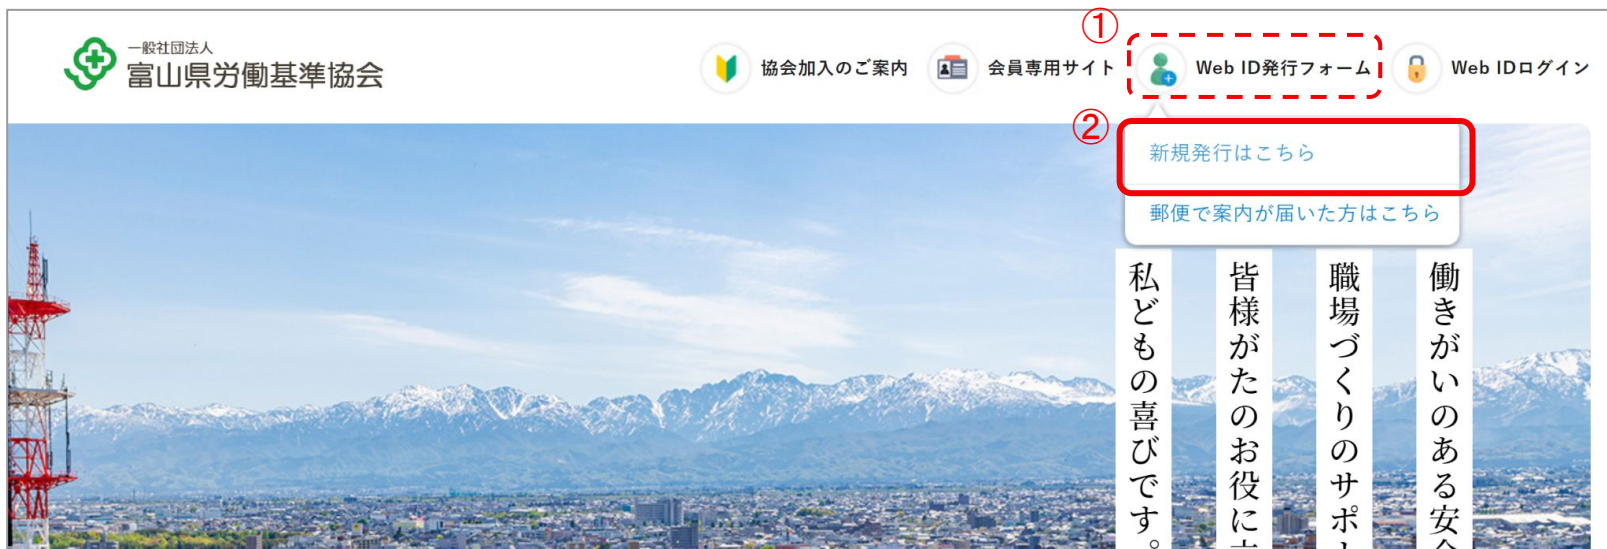 一般社団法人
富山県労働基準協会
協会加入のご案内
会員専用サイト
①
Web ID発行フォーム
Web IDログイン
②
新規発行はこちら
郵便で案内が届いた方はこちら
働きがいのある安全
職場づくりのサポ
皆様がたのお役に
私どもの喜びです。